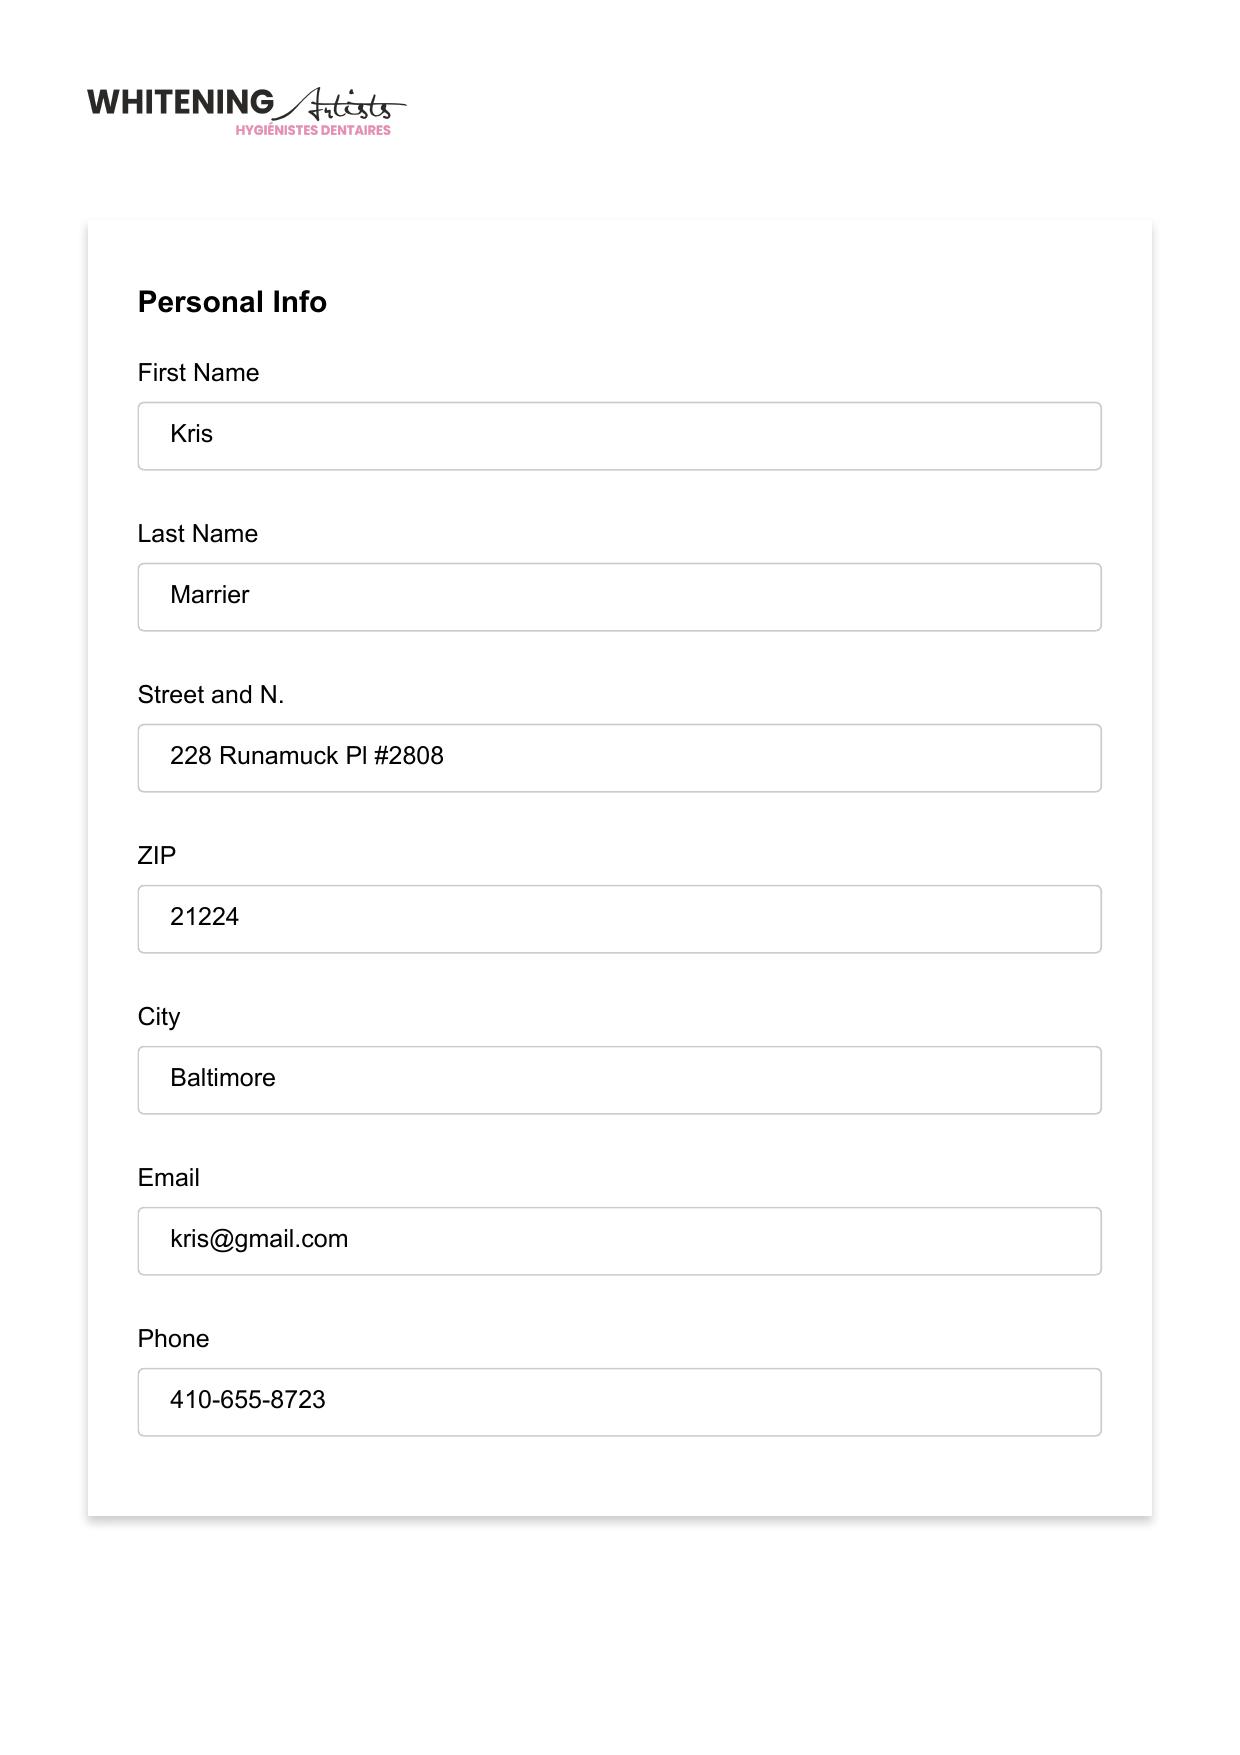 WHITENING Artists
HYGIÉNISTES DENTAIRES
Personal Info
First Name
Kris
Last Name
Marrier
Street and N.
228 Runamuck Pl #2808
ZIP
21224
City
Baltimore
Email
kris@gmail.com
Phone
410-655-8723